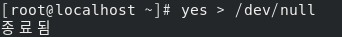 [root@localhost ~]# yes > /dev/null
종료됨